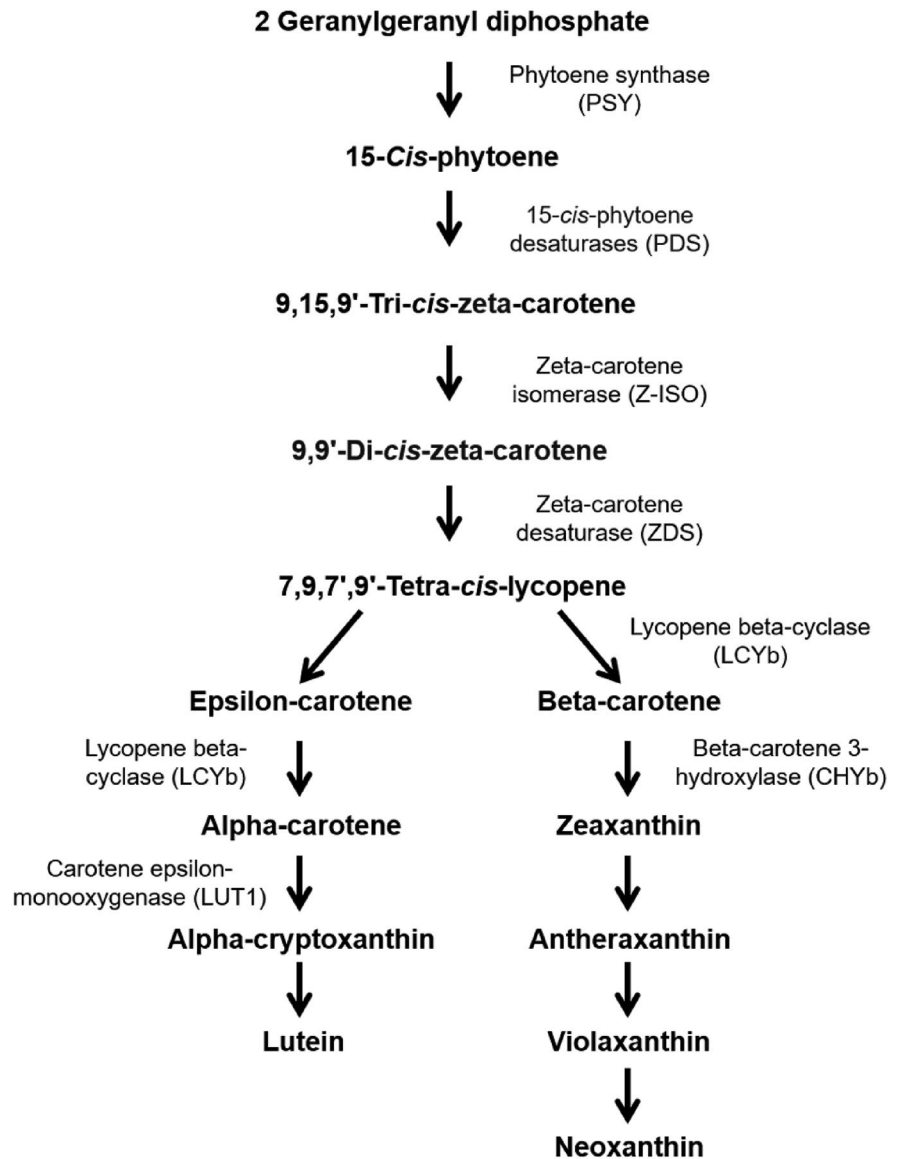 2 Geranylgeranyl diphosphate
Phytoene synthase
(PSY)
15-Cis-phytoene
15-cis-phytoene
desaturases (PDS)
9,15,9'-Tri-cis-zeta-carotene
Zeta-carotene
isomerase (Z-ISO)
9,9'-Di-cis-zeta-carotene
Zeta-carotene
desaturase (ZDS)
7,9,7',9'-Tetra-cis-lycopene
Lycopene beta-cyclase
(LCYb)
Epsilon-carotene
Beta-carotene
Lycopene beta-
cyclase (LCYb)
Beta-carotene 3-
hydroxylase (CHYb)
Alpha-carotene
Zeaxanthin
Carotene epsilon-
monooxygenase (LUT1)
Alpha-cryptoxanthin
Antheraxanthin
Lutein
Violaxanthin
Neoxanthin